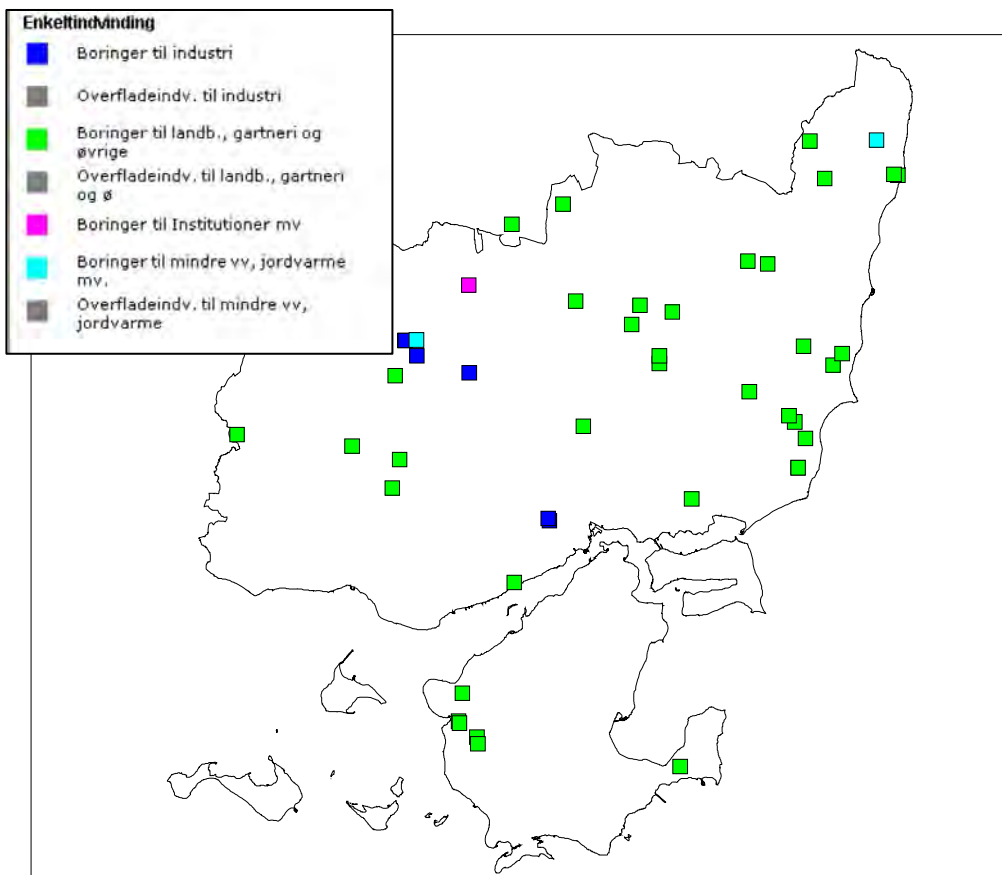 Enkeltindvinding
Boringer til industri
Overfladeindv. til industri
Boringer til landb., gartneri og
øvrige
Overfladeindv. til landb., gartneri
og ø
Boringer til Institutioner mv
Boringer til mindre vv, jordvarme
mv.
Overfladeindv. til mindre vv,
jordvarme